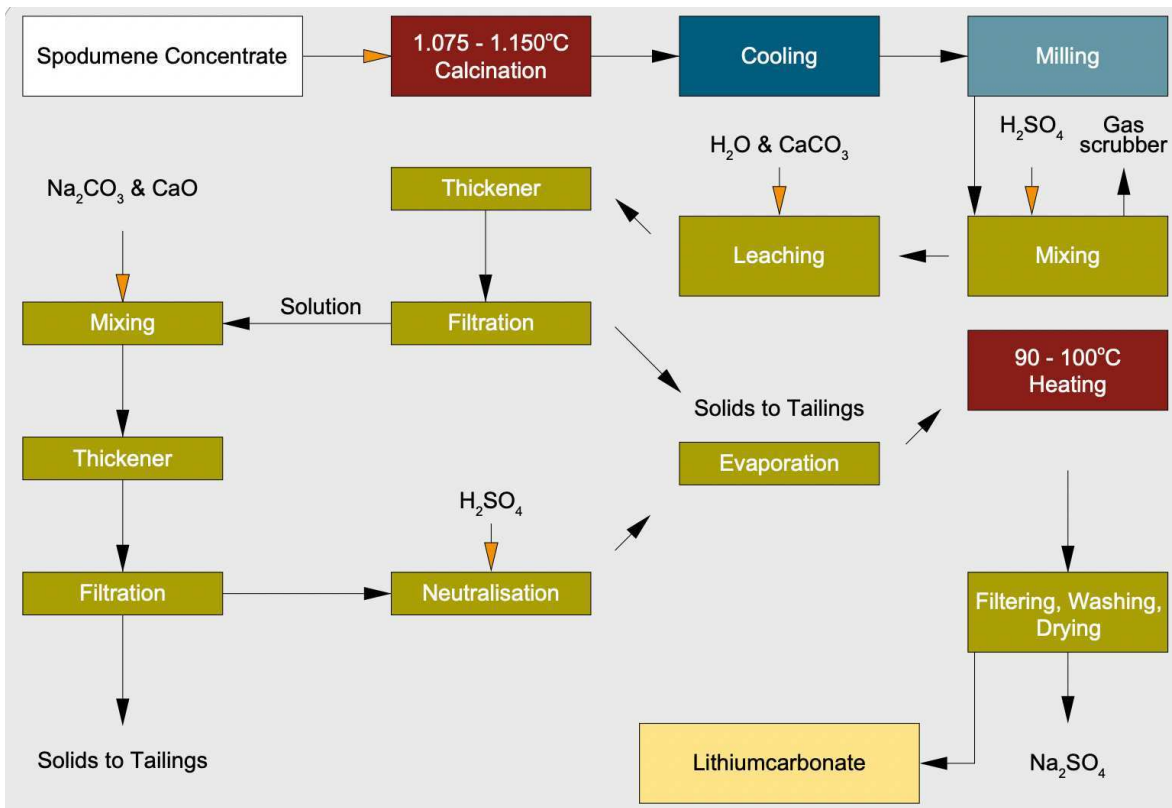 Spodumene Concentrate
1.075 - 1.150°C
Calcination
Cooling
Milling
H₂SO₄
Gas
scrubber
H₂O & CaCO₃
Na₂CO₃ & CaO
Thickener
Leaching
Mixing
Mixing
Solution
Filtration
90 - 100°C
Heating
Solids to Tailings
Thickener
Evaporation
H₂SO₄
Filtration
Neutralisation
Filtering, Washing,
Drying
Solids to Tailings
Lithiumcarbonate
Na₂SO₄